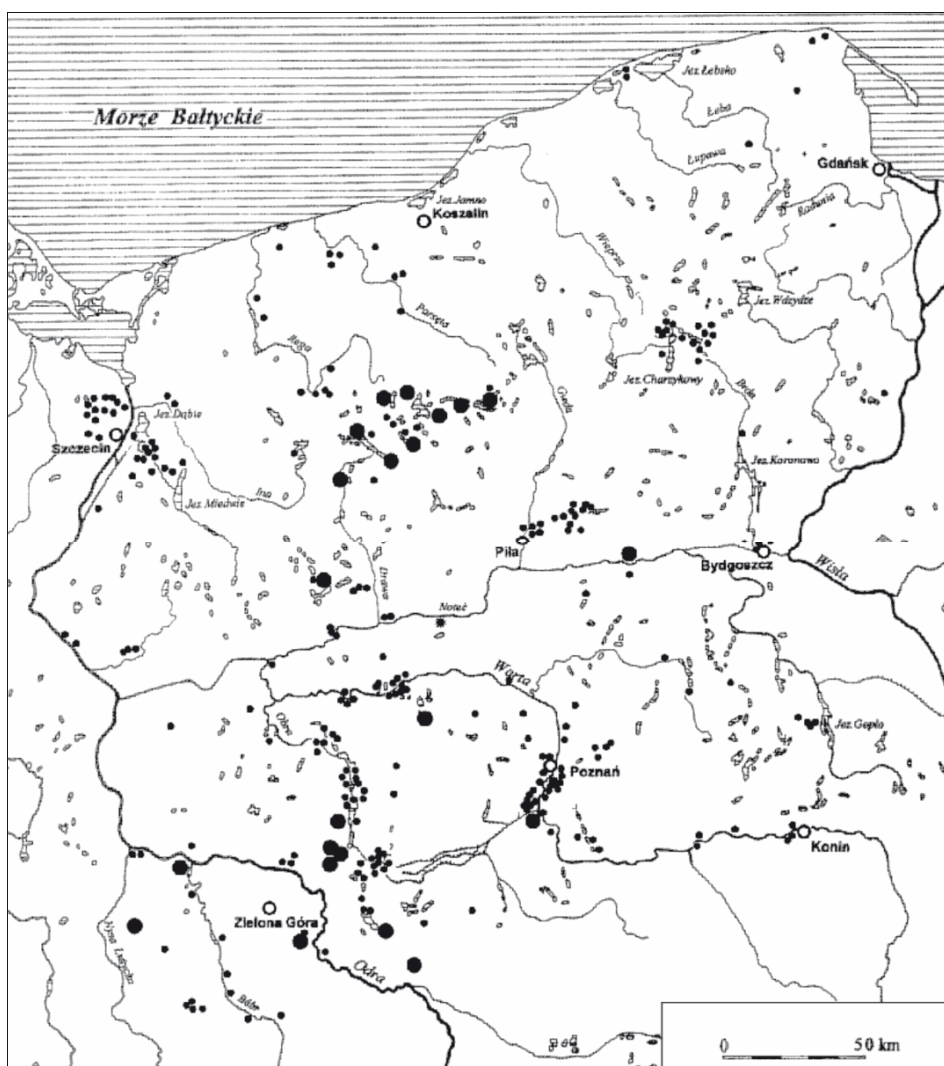 Morze Bałtyckie
Jez. Łebsko
Łeba
Łupawa
Gdańsk
Radunia
Jez. Jamno
Koszalin
Wieprza
Jez. Wdzydze
Parsęta
Rega
Jez. Charzykowy
Gwda
Brda
Jez. Dąbie
Szczecin
Jez. Koronowo
Ina
Jez. Miedwie
Piła
Bydgoszcz
Wisła
Drawa
Noteć
Warta
Obra
Jez. Gopło
Poznań
Konin
Zielona Góra
Nysa Łużycka
Odra
Bóbr
0 50 km